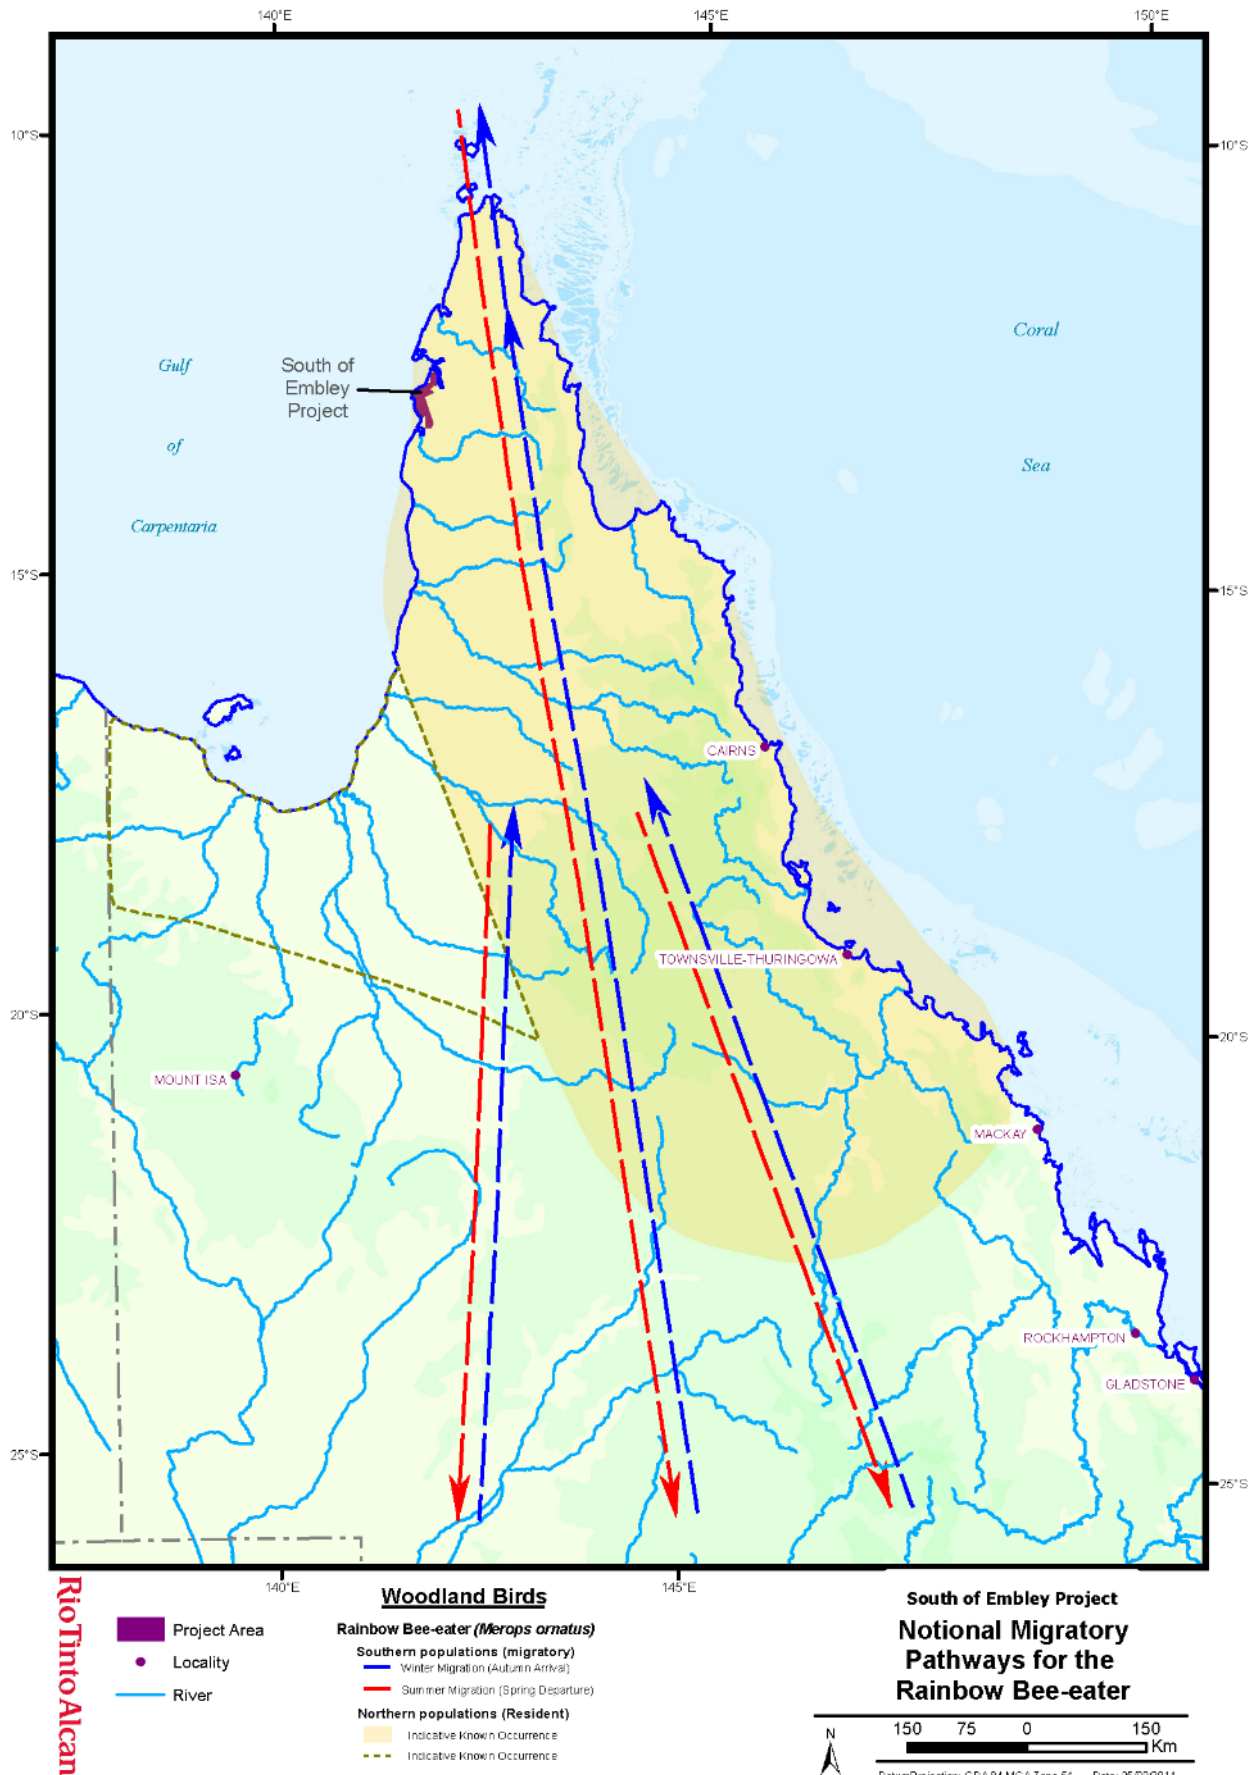 140°E
145°E
150°E
10°S
10°S
Gulf
of
Carpentaria
South of
Embley
Project
Coral
Sea
15°S
15°S
CAIRNS
TOWNSVILLE-THURINGOWA
20°S
20°S
MOUNT ISA
MACKAY
ROCKHAMPTON
GLADSTONE
25°S
25°S
140°E
145°E
RioTintoAlcan
Project Area
Locality
River
Woodland Birds
Rainbow Bee-eater (Merops ornatus)
Southern populations (migratory)
Winter Migration (Autumn Arrival)
Summer Migration (Spring Departure)
Northern populations (Resident)
Indicative Known Occurrence
Indicative Known Occurrence
South of Embley Project
Notional Migratory
Pathways for the
Rainbow Bee-eater
N
150 75 0 150
Km